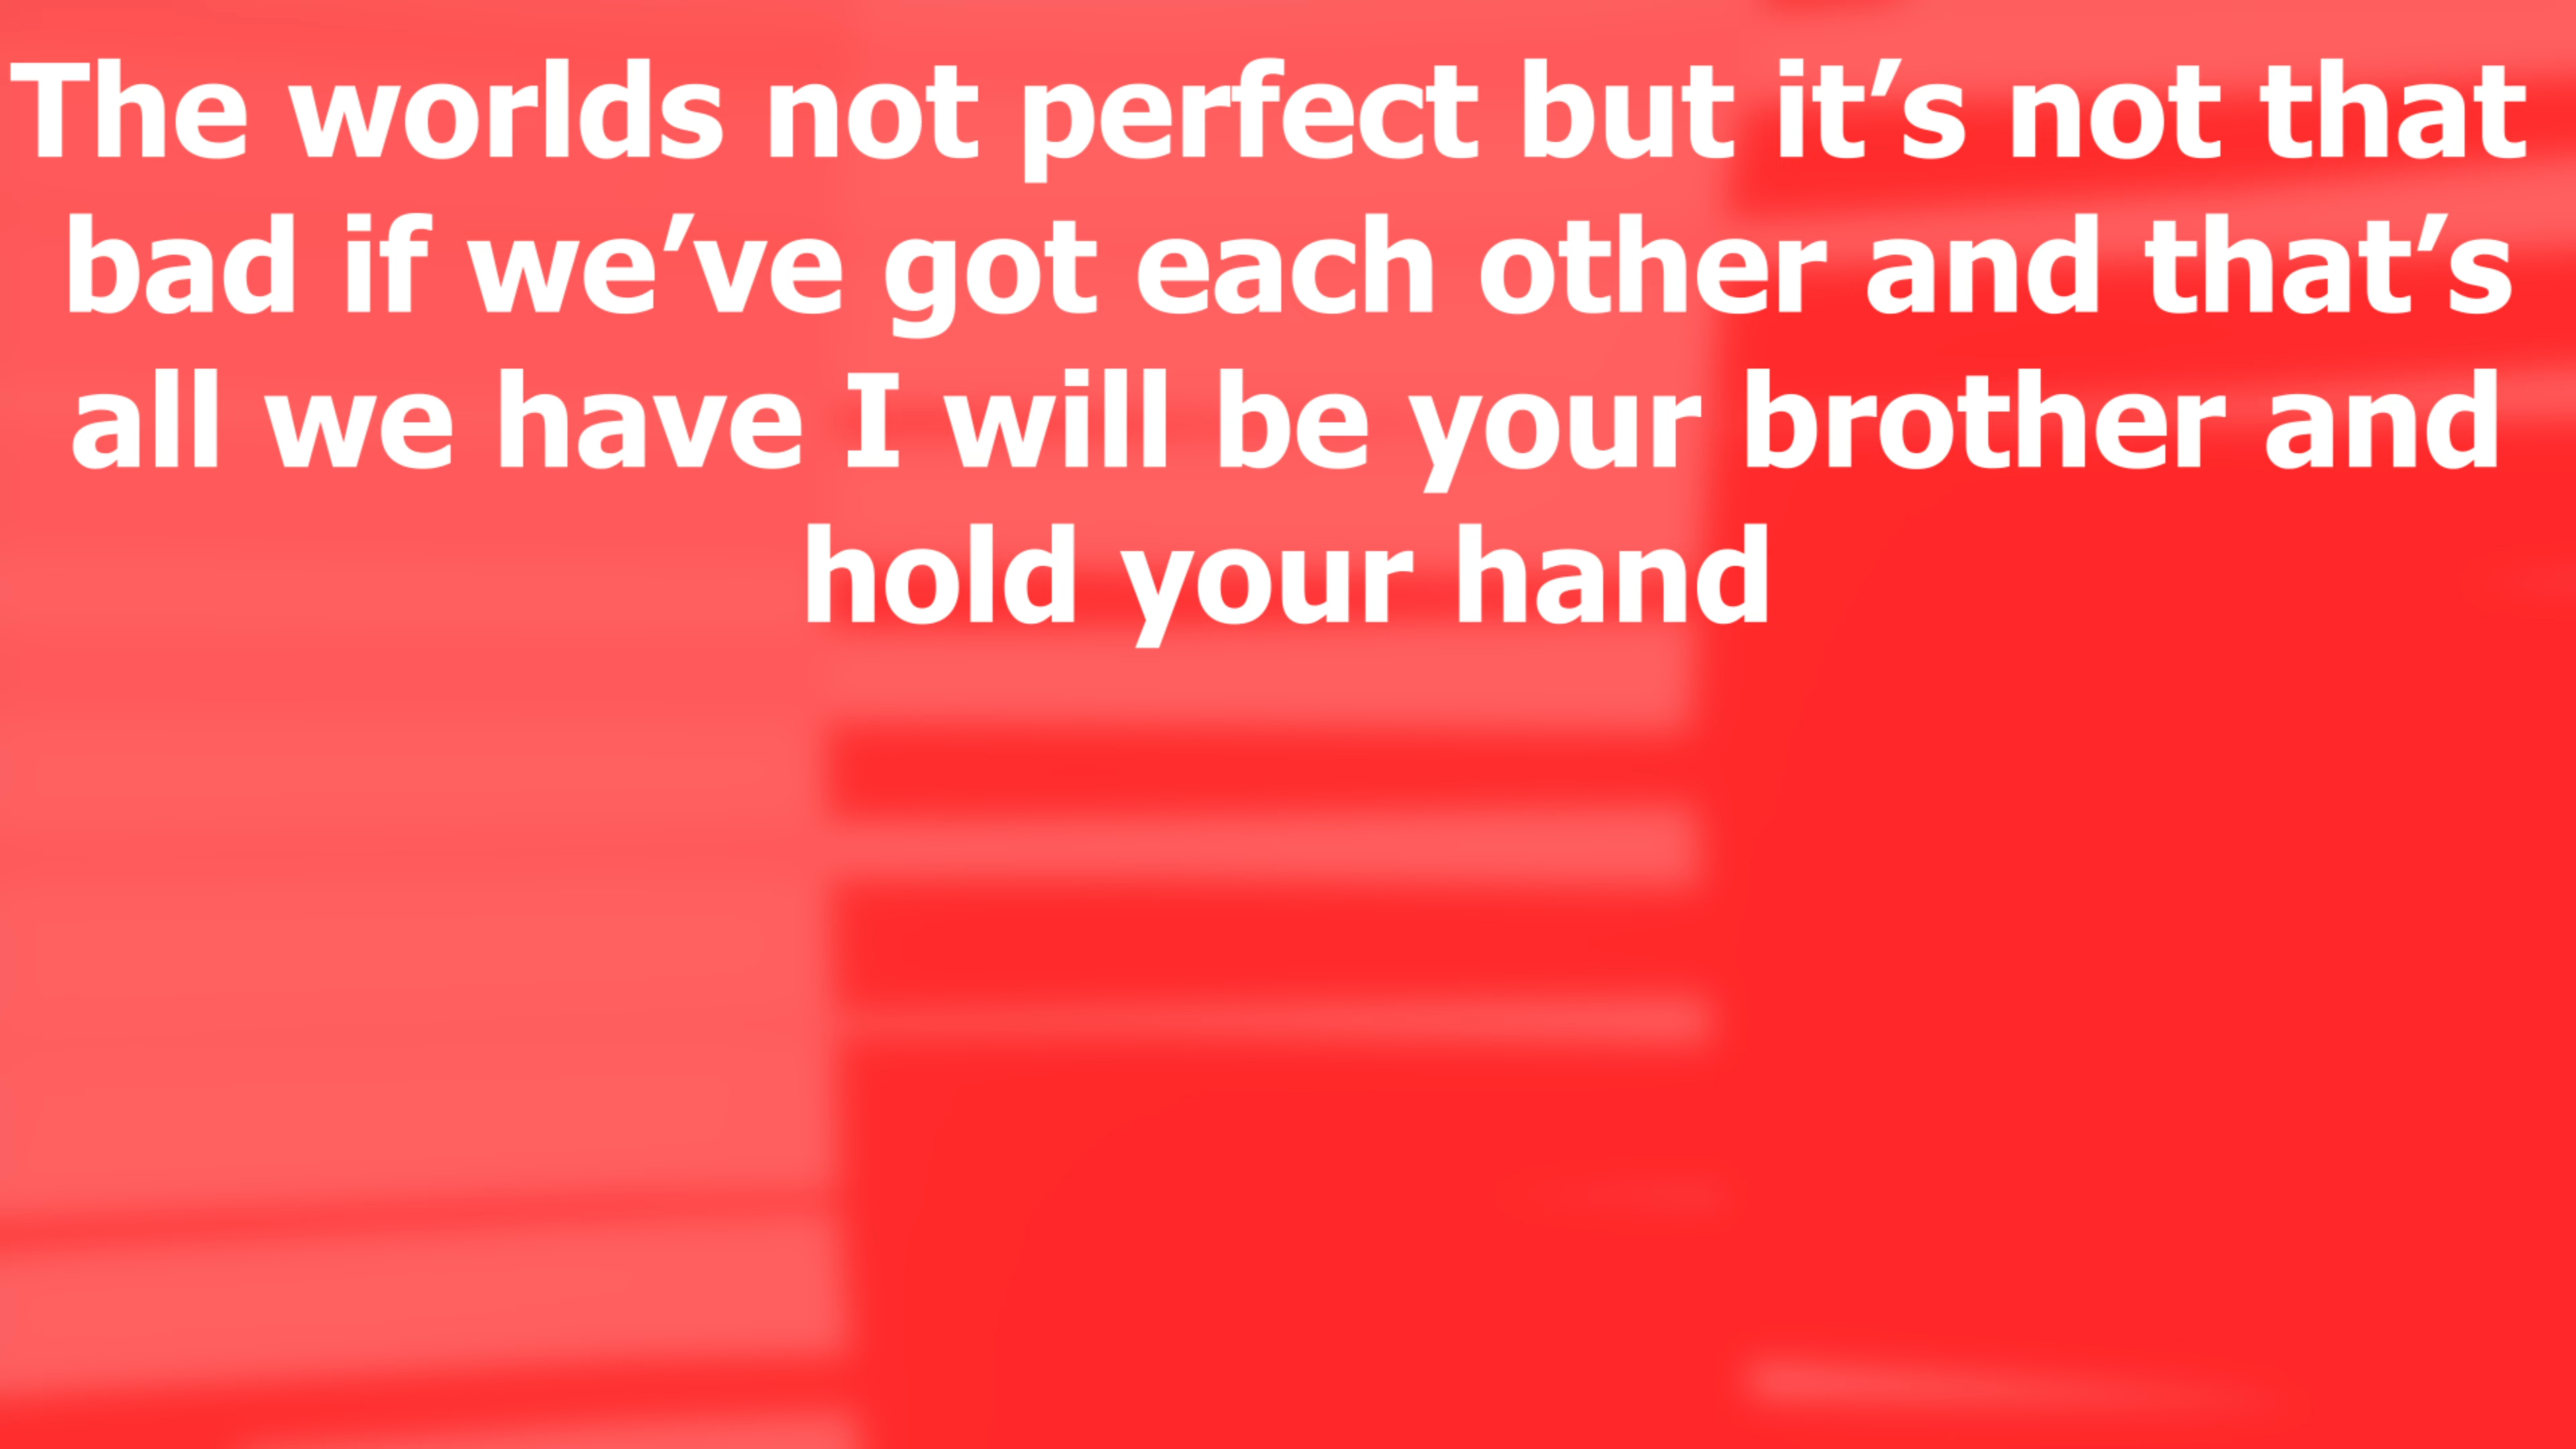 The worlds not perfect but it’s not that
bad if we’ve got each other and that’s
all we have I will be your brother and
hold your hand